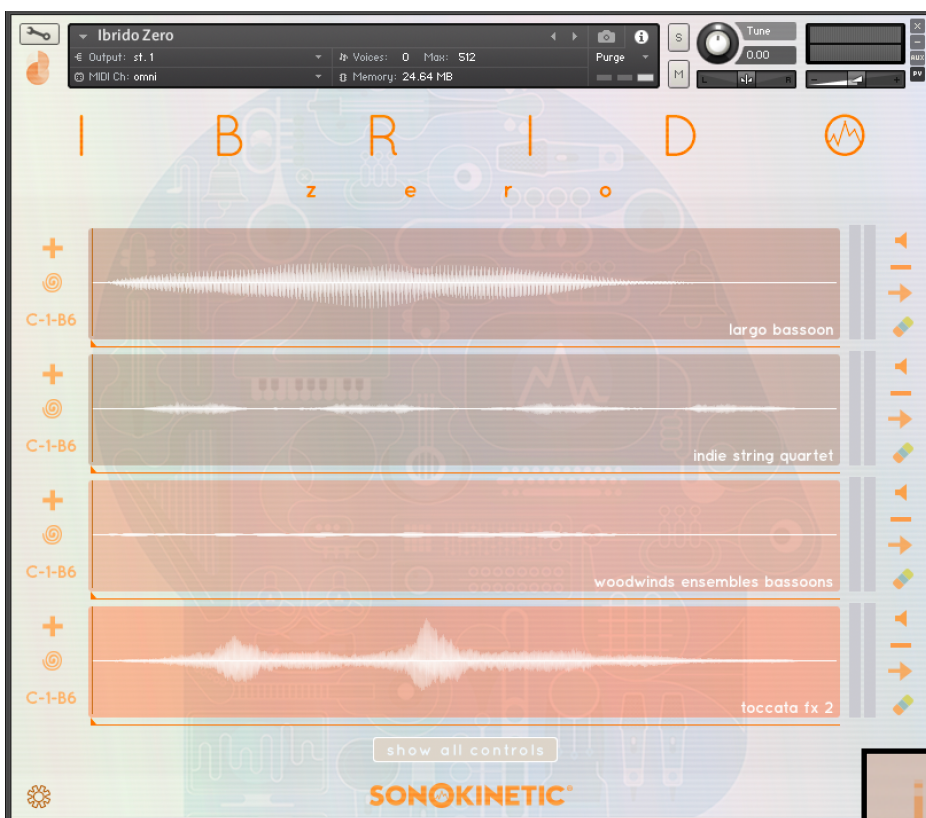 Ibrido Zero
Output: st.1
Voices: 0 Max: 512
Purge
MIDI Ch: omni
Memory: 24.64 MB
S
M
Tune
0.00
L R
AUX
PV
I B R I D
z e r o
C-1-B6
largo bassoon
C-1-B6
indie string quartet
C-1-B6
woodwinds ensembles bassoons
C-1-B6
toccata fx 2
show all controls
SONOKINETIC